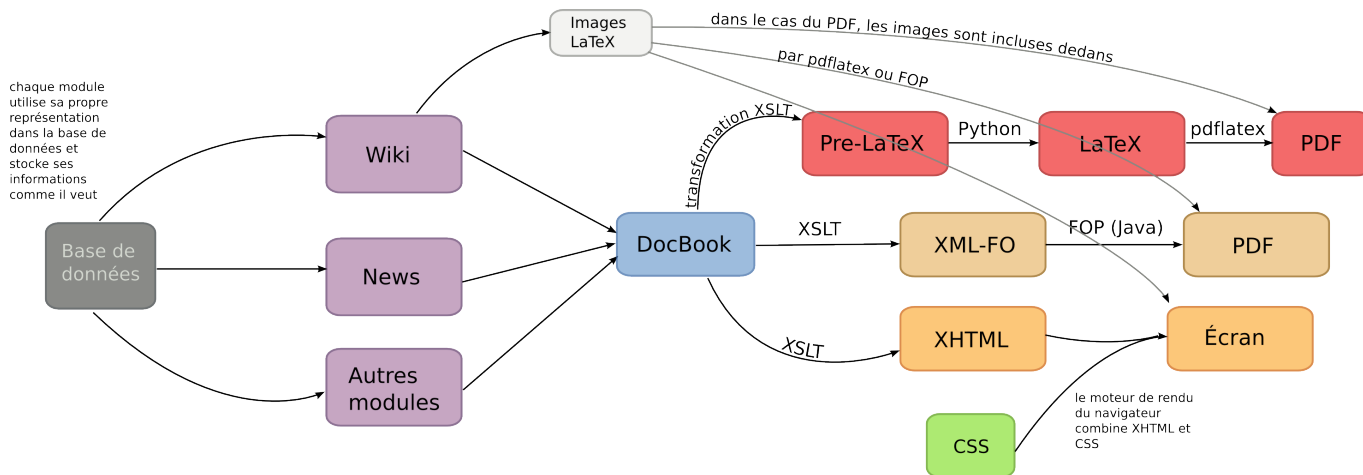 Images
LaTeX
dans le cas du PDF, les images sont incluses dedans
par pdflatex ou FOP
chaque module
utilise sa propre
représentation
dans la base de
données et
stocke ses
informations
comme il veut
Wiki
transformation XSLT
Pre-LaTeX
Python
LaTeX
pdflatex
PDF
Base de
données
News
DocBook
XSLT
XML-FO
FOP (Java)
PDF
Autres
modules
XSLT
XHTML
Écran
CSS
le moteur de rendu
du navigateur
combine XHTML et
CSS